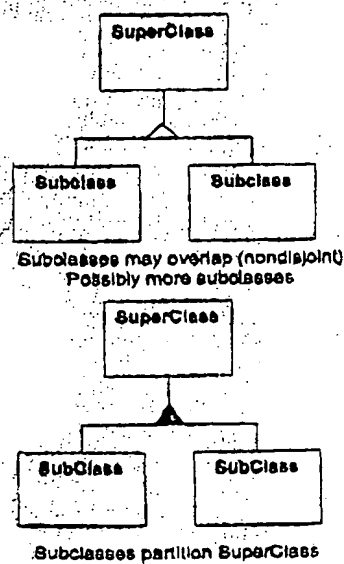 SuperClass
Subclass Subclass
Subclasses may overlap (nondisjoint)
Possibly more subclasses
SuperClass
SubClass SubClass
Subclasses partition SuperClass